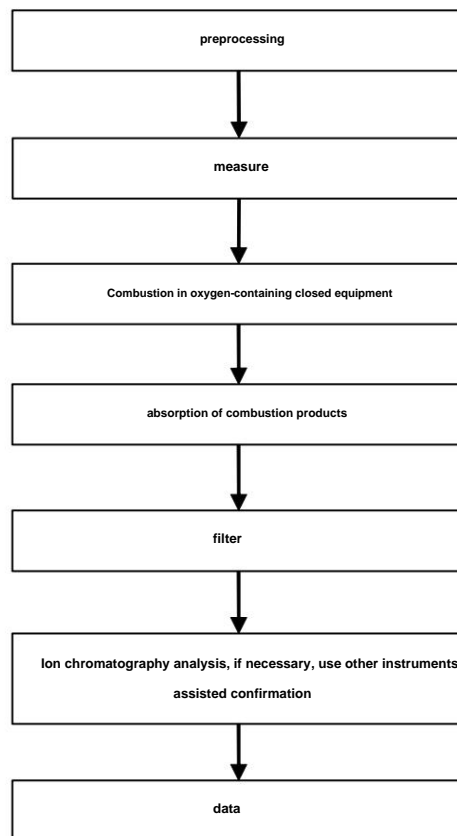 preprocessing
measure
Combustion in oxygen-containing closed equipment
absorption of combustion products
filter
Ion chromatography analysis, if necessary, use other instruments
assisted confirmation
data